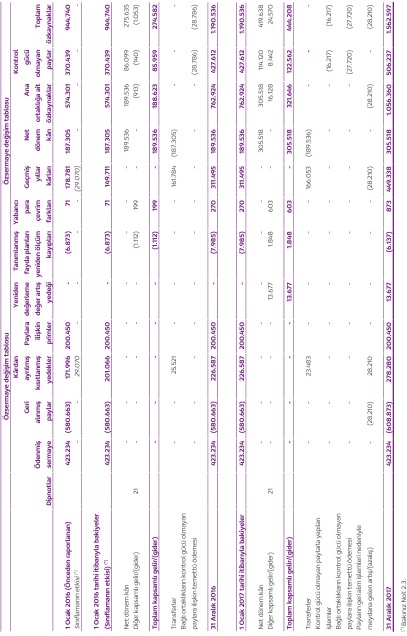 Özsermaye değişim tablosu
Özsermaye değişim tablosu
Dipnotlar | Ödenmiş sermaye | Geri alınmış paylar | Kârdan ayrılmış kısıtlanmış yedekler | Paylara ilişkin primler | Yeniden değerleme değer artış yedeği | Tanımlanmış fayda planları yeniden ölçüm kayıpları | Yabancı para çevrim farkları | Geçmiş yıllar kârları | Net dönem kârı | Ana ortaklığa ait özkaynaklar | Kontrol gücü olmayan paylar | Toplam özkaynaklar
1 Ocak 2016 (Önceden raporlanan) 423.234 (580.663) 171.996 200.450 - (6.873) 71 178.781 187.305 574.301 370.439 944.740
Sınıflamanın etkisi (*) - - 29.070 - - - - (29.070) - - - -
1 Ocak 2016 tarihi itibarıyla bakiyeler
(Sınıflamanın etkisi) (*) 423.234 (580.663) 201.066 200.450 - (6.873) 71 149.711 187.305 574.301 370.439 944.740
Net dönem kârı - - - - - - - - 189.536 189.536 86.099 275.635
Diğer kapsamlı gelir/(gider) 21 - - - - - (1.112) 199 - - (913) (140) (1.053)
Toplam kapsamlı gelir/(gider) - - - - - (1.112) 199 - 189.536 188.623 85.959 274.582
Transferler - - 25.521 - - - - 161.784 (187.305) - - -
Bağlı ortaklıkların kontrol gücü olmayan
paylara ilişkin temettü ödemesi - - - - - - - - - - (28.786) (28.786)
31 Aralık 2016 423.234 (580.663) 226.587 200.450 - (7.985) 270 311.495 189.536 762.924 427.612 1.190.536
1 Ocak 2017 tarihi itibarıyla bakiyeler 423.234 (580.663) 226.587 200.450 - (7.985) 270 311.495 189.536 762.924 427.612 1.190.536
Net dönem kârı - - - - - - - - 305.518 305.518 114.120 419.638
Diğer kapsamlı gelir/(gider) 21 - - - - 13.677 1.848 603 - - 16.128 8.442 24.570
Toplam kapsamlı gelir/(gider) - - - - 13.677 1.848 603 - 305.518 321.646 122.562 444.208
Transferler - - 23.483 - - - - 166.053 (189.536) - - -
Kontrol gücü olmayan paylarla yapılan
işlemler - - - - - - - - - - (16.217) (16.217)
Bağlı ortaklıkların kontrol gücü olmayan
paylara ilişkin temettü ödemesi - - - - - - - - - - (27.720) (27.720)
Payların geri alım işlemleri nedeniyle
meydana gelen artış/(azalış) - (28.210) 28.210 - - - - (28.210) - (28.210) - (28.210)
31 Aralık 2017 423.234 (608.873) 278.280 200.450 13.677 (6.137) 873 449.338 305.518 1.056.360 506.237 1.562.597
(*) Bakınız Not 2.3.